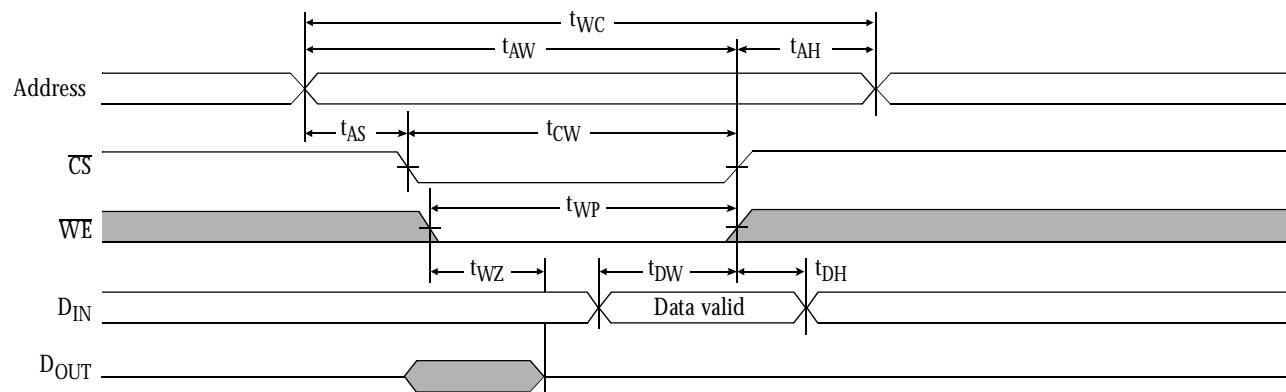 tWC
tAW tAH
Address
tAS tCW
CS
tWP
WE
tWZ tDW tDH
DIN Data valid
DOUT